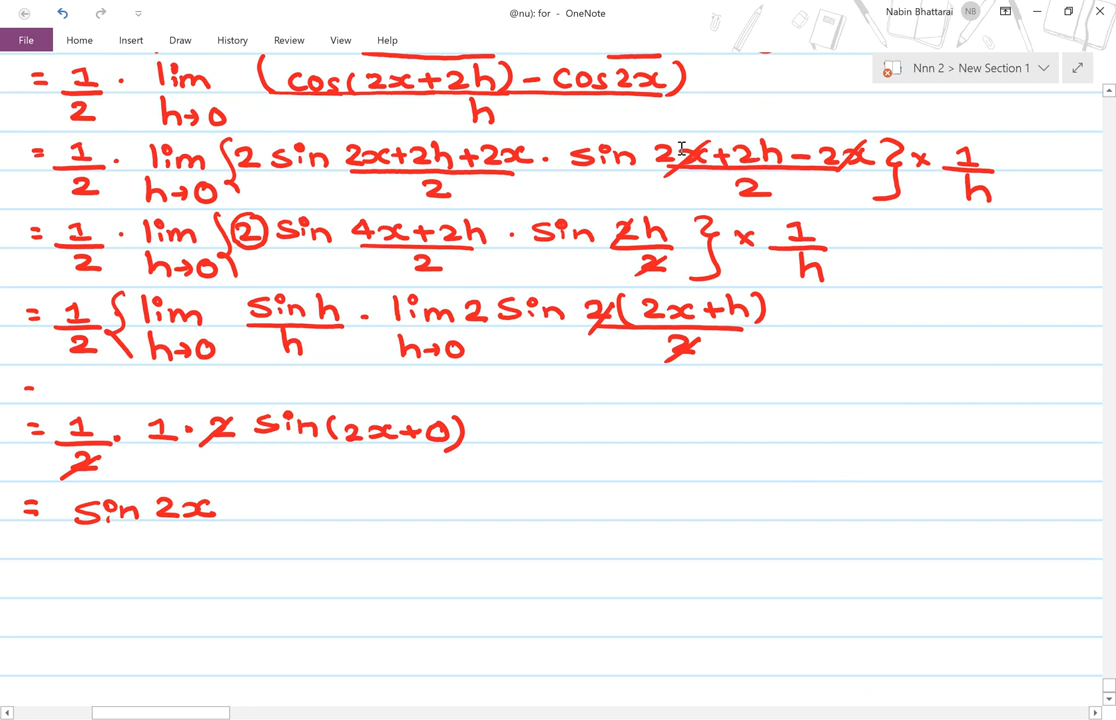 @nu): for - OneNote
Nabin Bhattarai NB
File Home Insert Draw History Review View Help
Nnn 2 > New Section 1
= 1/2 · lim h→0 (cos(2x+2h) - cos2x)/h
= 1/2 · lim h→0 {2 sin (2x+2h+2x)/2 · sin (2x+2h-2x)/2} × 1/h
= 1/2 · lim h→0 {2 sin (4x+2h)/2 · sin 2h/2} × 1/h
= 1/2 {lim h→0 sinh/h · lim h→0 2 sin 2(2x+h)/2
-
= 1/2 · 1 · 2 sin(2x+0)
= sin 2x